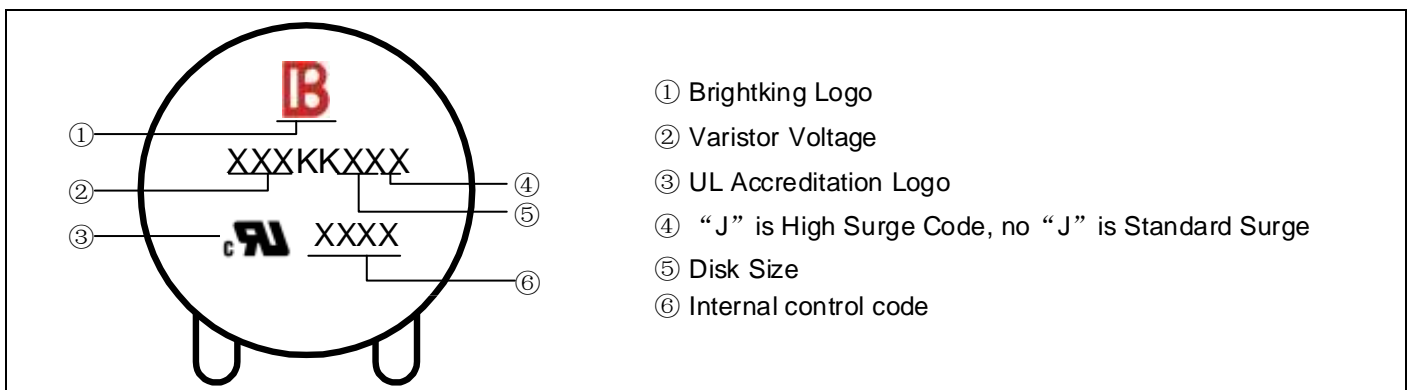 B
①
XXXKKXXX
②
④
⑤
③
c RU XXXX
⑥
① Brightking Logo
② Varistor Voltage
③ UL Accreditation Logo
④ “J” is High Surge Code, no “J” is Standard Surge
⑤ Disk Size
⑥ Internal control code